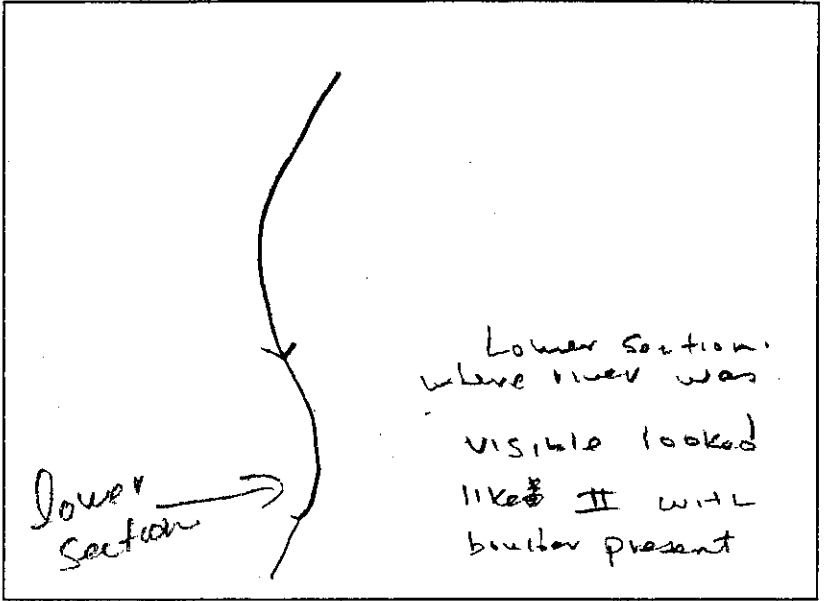 Lower Section.
where river was
visible looked
like II with
boulder present
lower
Section